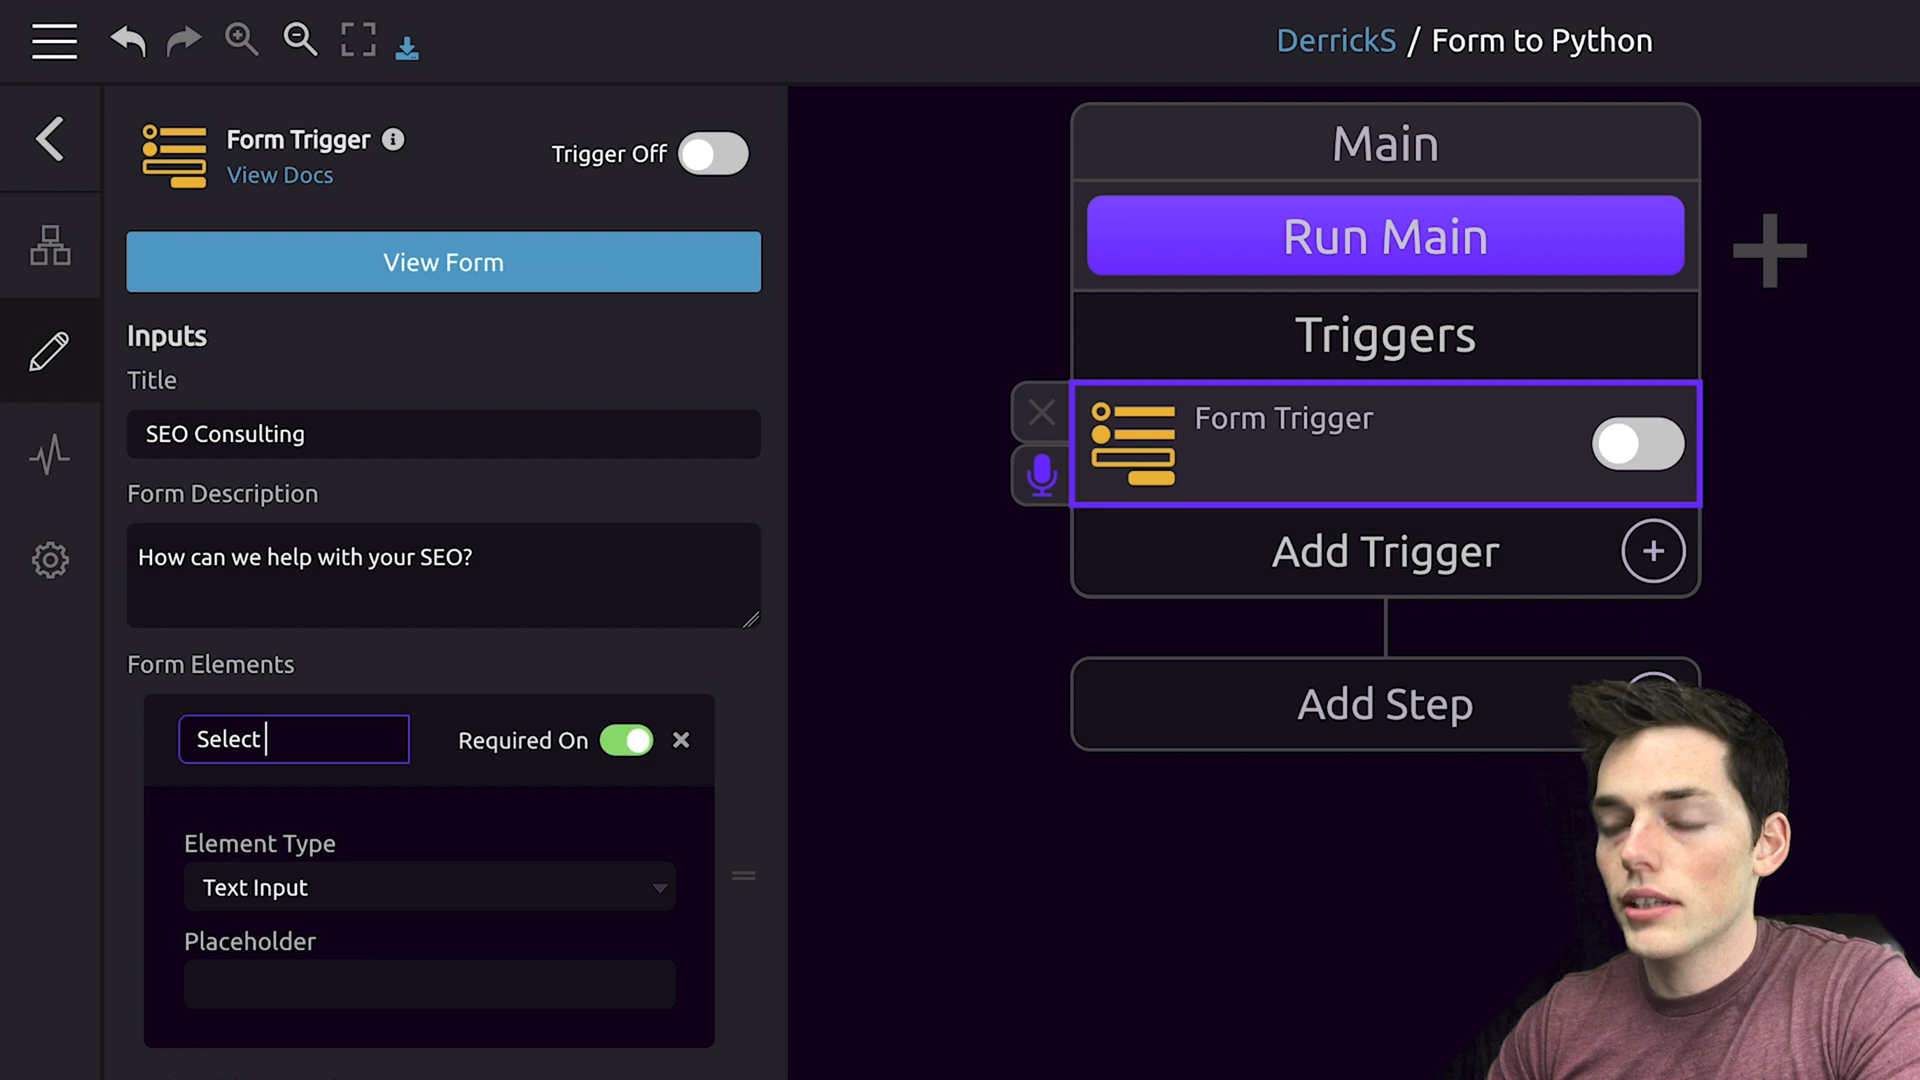 DerrickS / Form to Python
Form Trigger
View Docs
Trigger Off
View Form
Inputs
Title
SEO Consulting
Form Description
How can we help with your SEO?
Form Elements
Select
Required On
Element Type
Text Input
Placeholder
Main
Run Main
Triggers
Form Trigger
Add Trigger
Add Step